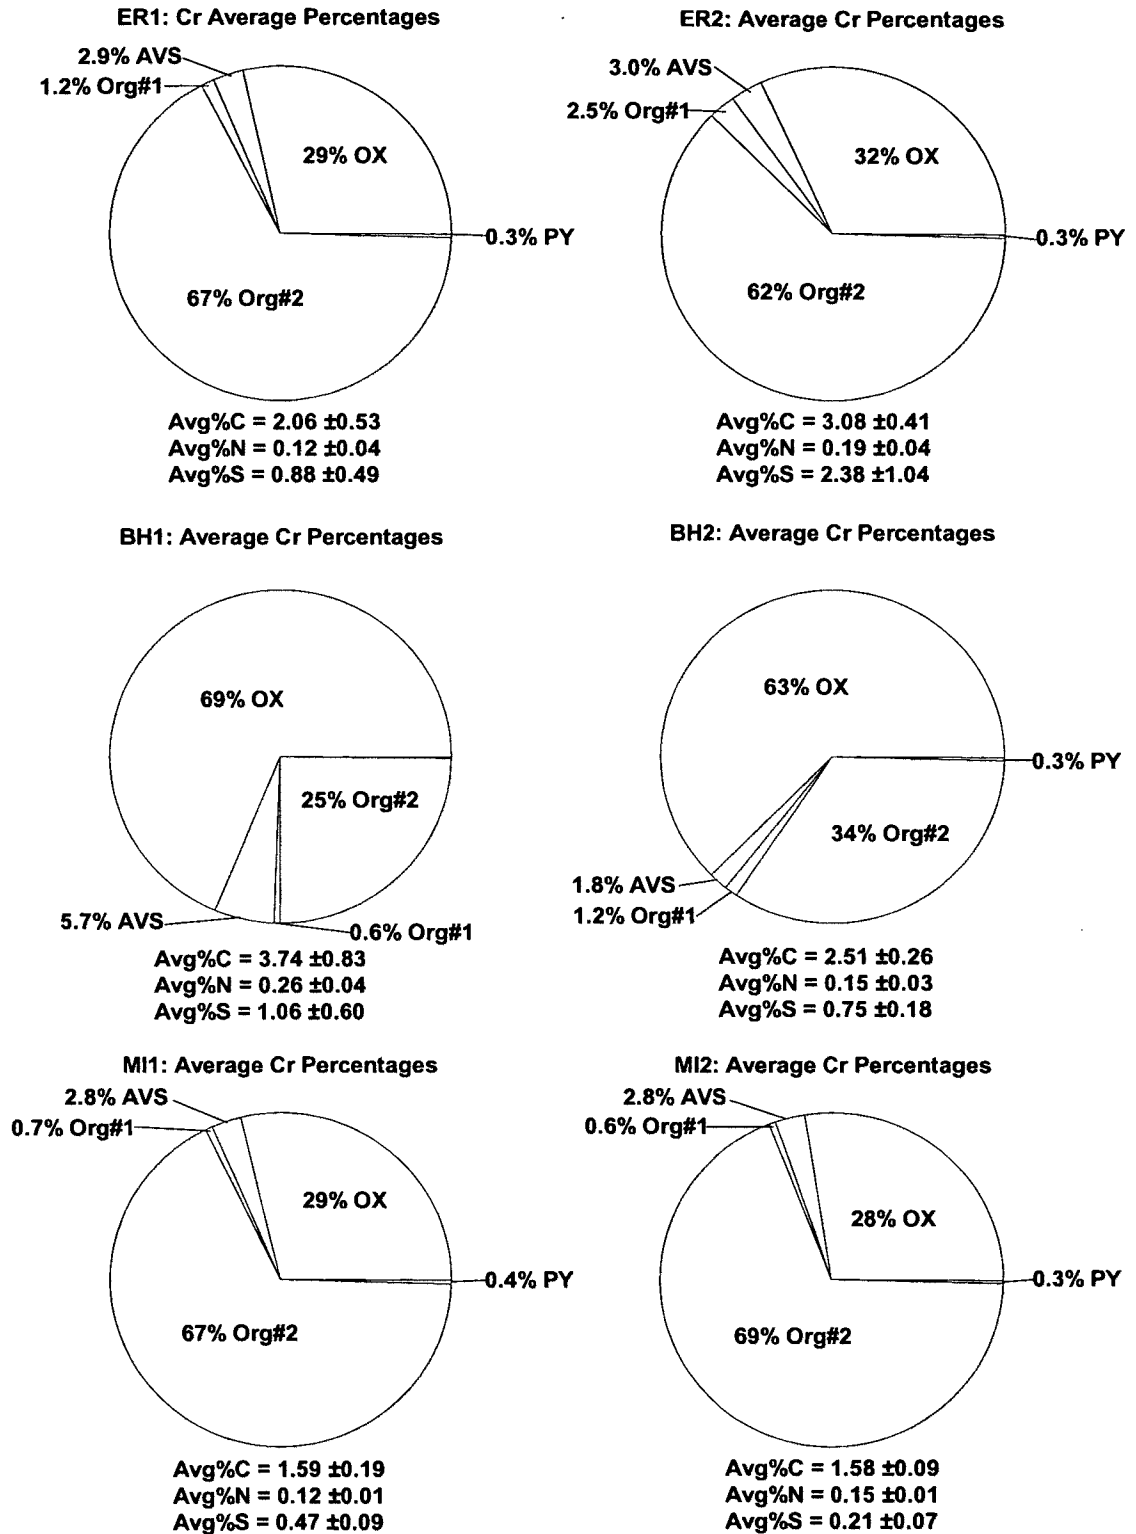 ER1: Cr Average Percentages
2.9% AVS
1.2% Org#1
29% OX
0.3% PY
67% Org#2
Avg%C = 2.06 ±0.53
Avg%N = 0.12 ±0.04
Avg%S = 0.88 ±0.49
ER2: Average Cr Percentages
3.0% AVS
2.5% Org#1
32% OX
0.3% PY
62% Org#2
Avg%C = 3.08 ±0.41
Avg%N = 0.19 ±0.04
Avg%S = 2.38 ±1.04
BH1: Average Cr Percentages
69% OX
25% Org#2
5.7% AVS
0.6% Org#1
Avg%C = 3.74 ±0.83
Avg%N = 0.26 ±0.04
Avg%S = 1.06 ±0.60
BH2: Average Cr Percentages
63% OX
0.3% PY
34% Org#2
1.8% AVS
1.2% Org#1
Avg%C = 2.51 ±0.26
Avg%N = 0.15 ±0.03
Avg%S = 0.75 ±0.18
MI1: Average Cr Percentages
2.8% AVS
0.7% Org#1
29% OX
0.4% PY
67% Org#2
Avg%C = 1.59 ±0.19
Avg%N = 0.12 ±0.01
Avg%S = 0.47 ±0.09
MI2: Average Cr Percentages
2.8% AVS
0.6% Org#1
28% OX
0.3% PY
69% Org#2
Avg%C = 1.58 ±0.09
Avg%N = 0.15 ±0.01
Avg%S = 0.21 ±0.07